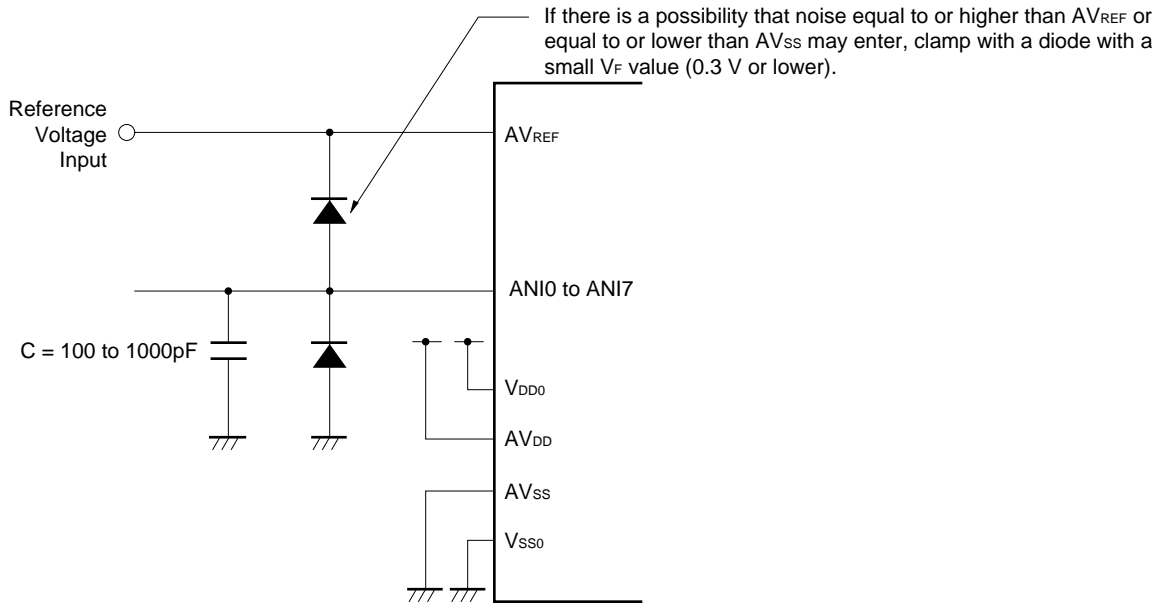 If there is a possibility that noise equal to or higher than AVREF or
equal to or lower than AVSS may enter, clamp with a diode with a
small VF value (0.3 V or lower).
Reference
Voltage
Input
AVREF
ANI0 to ANI7
C = 100 to 1000pF
VDD0
AVDD
AVSS
VSS0